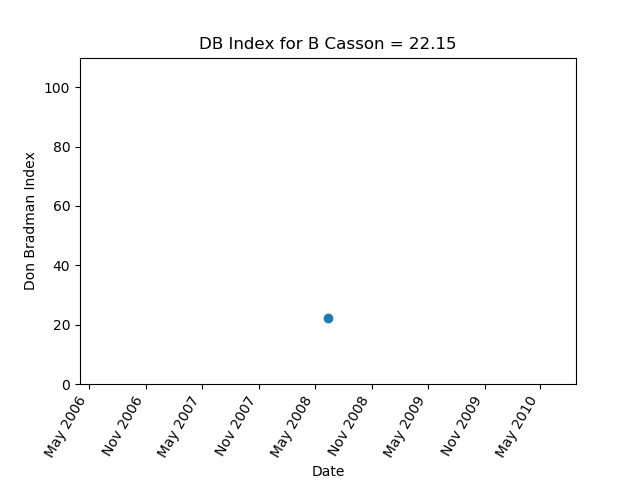 DB Index for B Casson = 22.15
Don Bradman Index
100
80
60
40
20
0
May 2006
Nov 2006
May 2007
Nov 2007
May 2008
Nov 2008
May 2009
Nov 2009
May 2010
Date